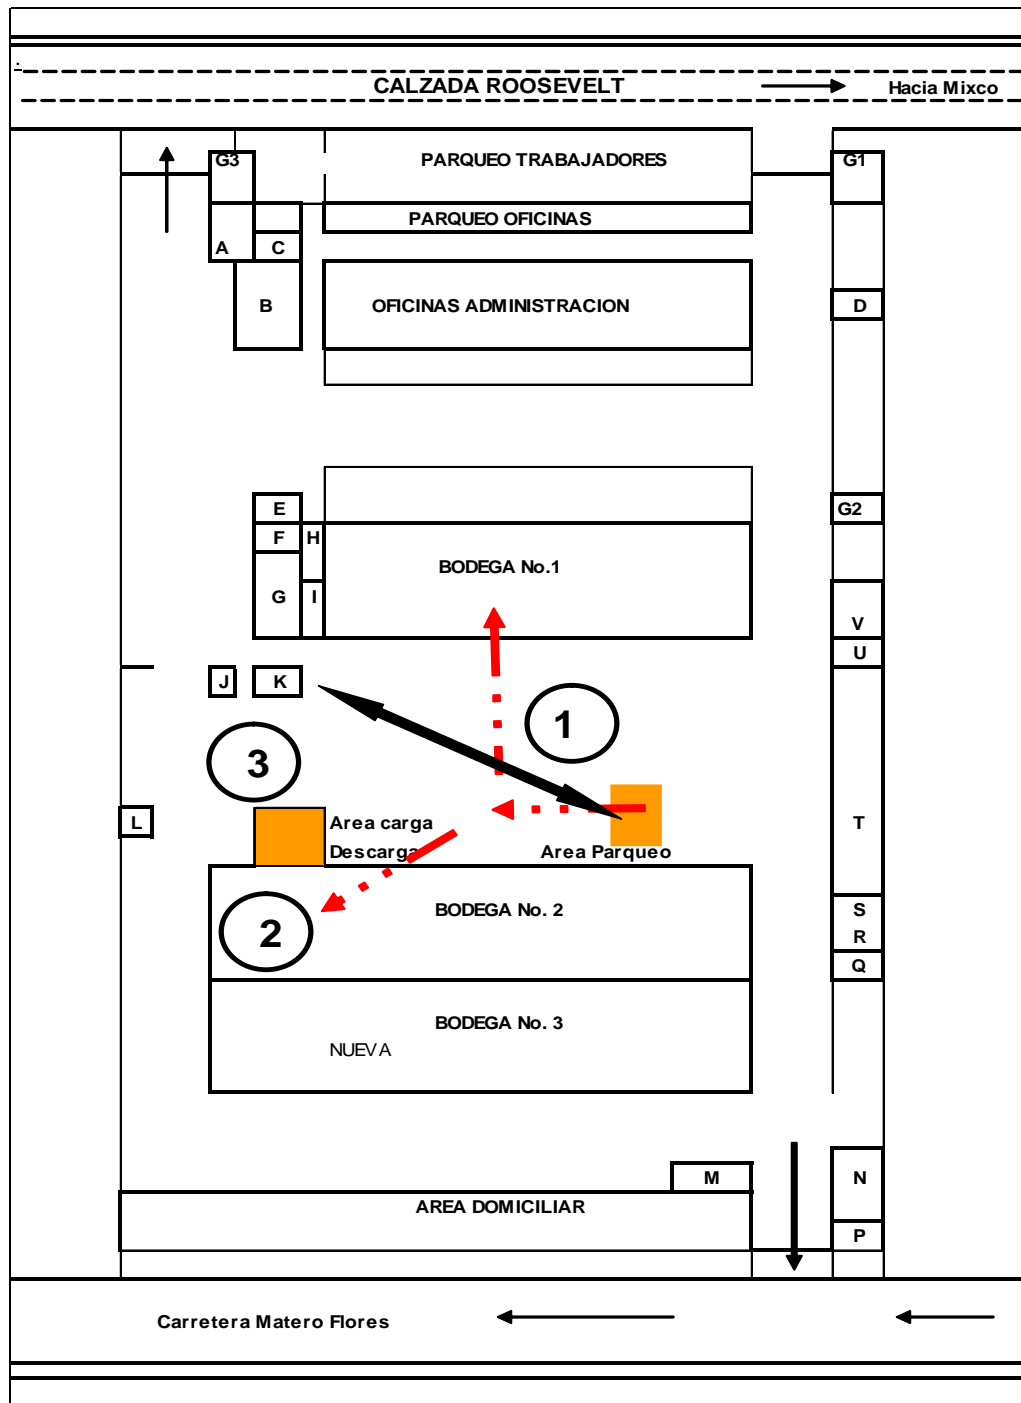 .
CALZADA ROOSEVELT
Hacia Mixco
G3
PARQUEO TRABAJADORES
G1
PARQUEO OFICINAS
A
C
B
OFICINAS ADMINISTRACION
D
E
G2
F
H
BODEGA No.1
G
I
V
U
J
K
1
3
L
Area carga
T
Descarga
Area Parqueo
BODEGA No. 2
S
2
R
Q
BODEGA No. 3
NUEVA
M
N
AREA DOMICILIAR
P
Carretera Matero Flores